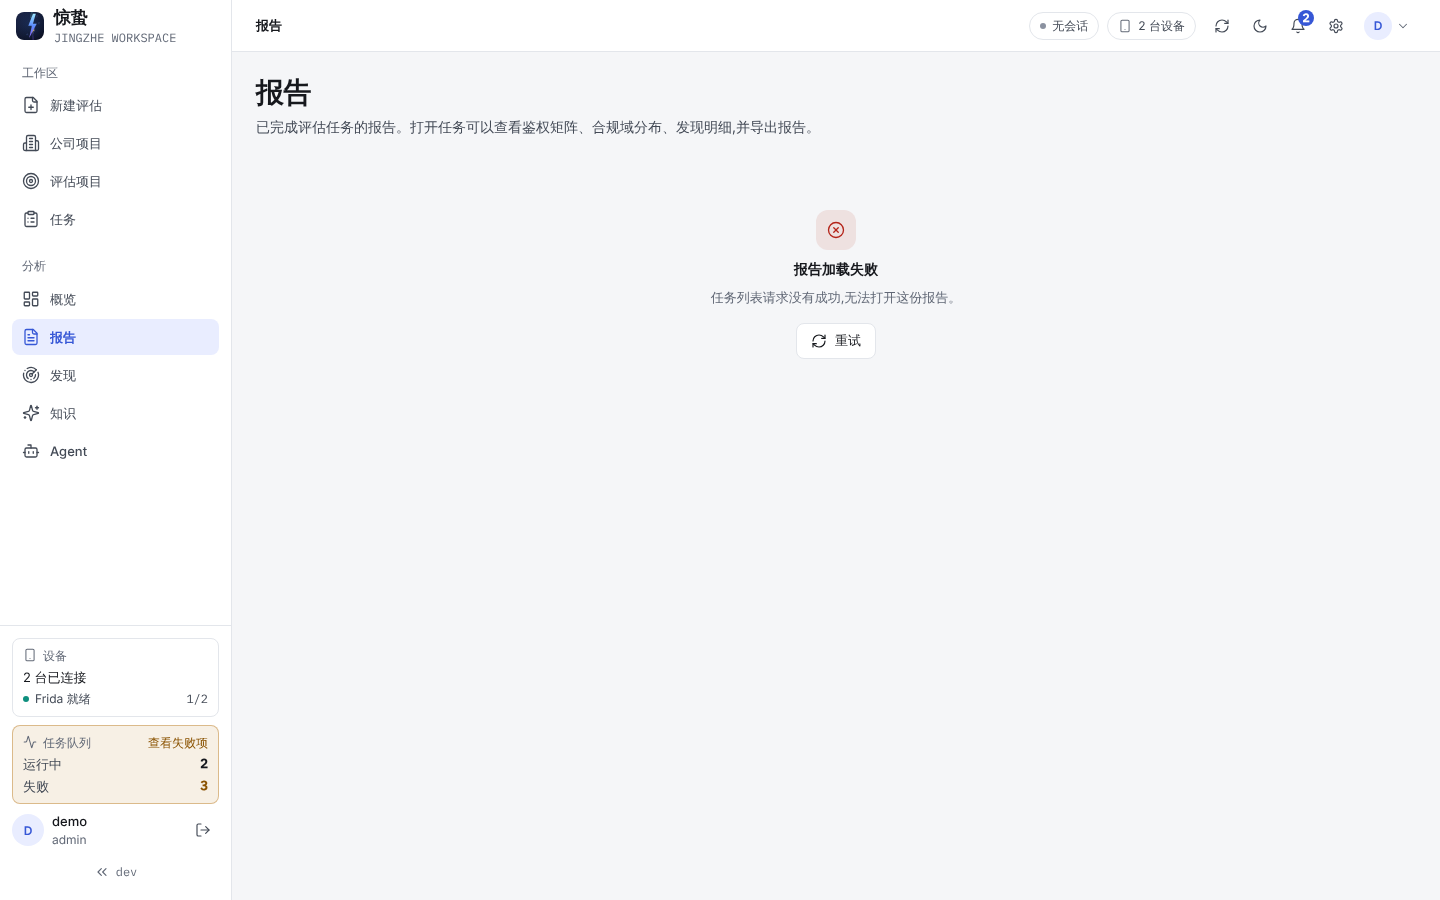 惊蛰
JINGZHE WORKSPACE
工作区
新建评估
公司项目
评估项目
任务
分析
概览
报告
发现
知识
Agent
设备
2 台已连接
Frida 就绪 1/2
任务队列 查看失败项
运行中 2
失败 3
D demo
admin
dev
报告
无会话
2 台设备
2
D
报告
已完成评估任务的报告。打开任务可以查看鉴权矩阵、合规域分布、发现明细,并导出报告。
报告加载失败
任务列表请求没有成功,无法打开这份报告。
重试